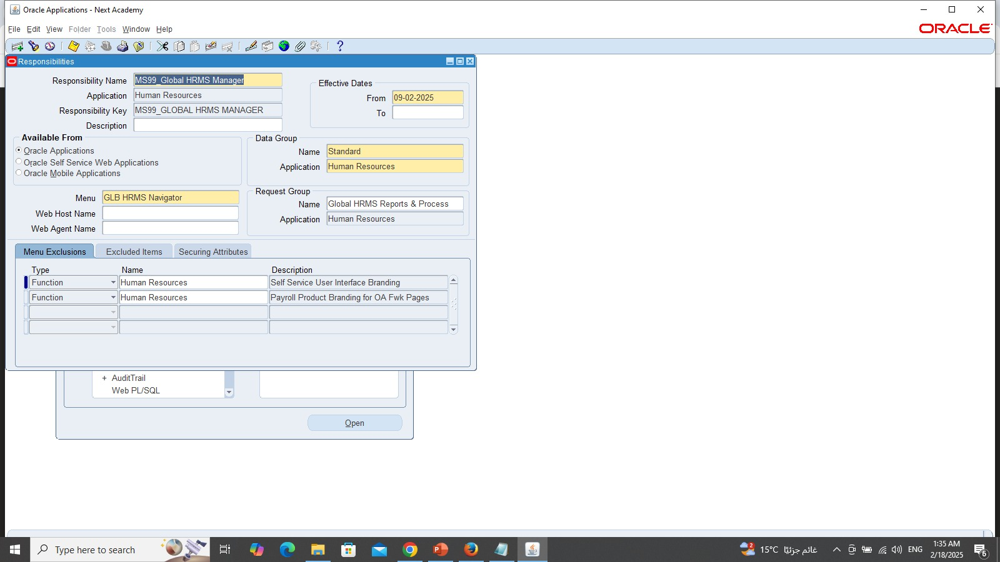 Oracle Applications - Next Academy
File Edit View Folder Tools Window Help
ORACLE
Responsibilities
Responsibility Name MS99_Global HRMS Manager
Application Human Resources
Responsibility Key MS99_GLOBAL HRMS MANAGER
Description
Effective Dates
From 09-02-2025
To
Available From
Oracle Applications
Oracle Self Service Web Applications
Oracle Mobile Applications
Data Group
Name Standard
Application Human Resources
Menu GLB HRMS Navigator
Web Host Name
Web Agent Name
Request Group
Name Global HRMS Reports & Process
Application Human Resources
Menu Exclusions Excluded Items Securing Attributes
Type Name Description
Function Human Resources Self Service User Interface Branding
Function Human Resources Payroll Product Branding for OA Fwk Pages
+ AuditTrail
Web PL/SQL
Open
Type here to search
2
15°C غائم جزئيًا
ENG
1:35 AM
2/18/2025
6